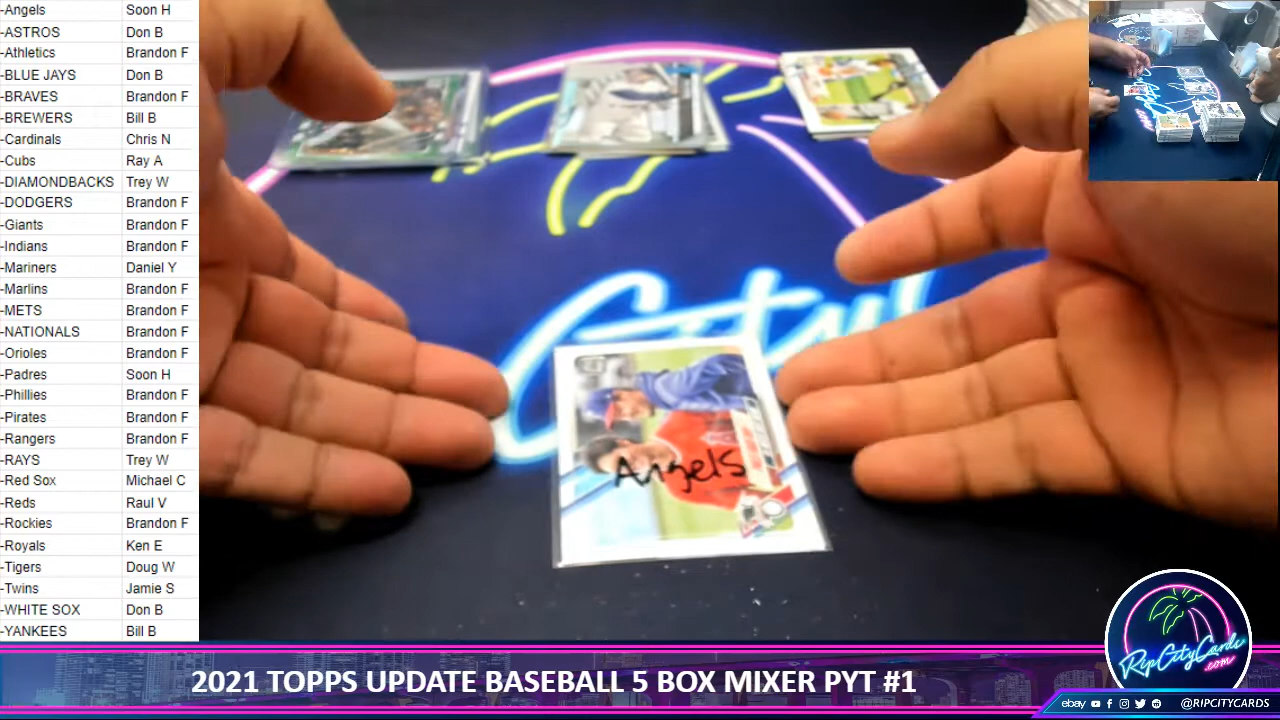 -Angels Soon H
-ASTROS Don B
-Athletics Brandon F
-BLUE JAYS Don B
-BRAVES Brandon F
-BREWERS Bill B
-Cardinals Chris N
-Cubs Ray A
-DIAMONDBACKS Trey W
-DODGERS Brandon F
-Giants Brandon F
-Indians Brandon F
-Mariners Daniel Y
-Marlins Brandon F
-METS Brandon F
-NATIONALS Brandon F
-Orioles Brandon F
-Padres Soon H
-Phillies Brandon F
-Pirates Brandon F
-Rangers Brandon F
-RAYS Trey W
-Red Sox Michael C
-Reds Raul V
-Rockies Brandon F
-Royals Ken E
-Tigers Doug W
-Twins Jamie S
-WHITE SOX Don B
-YANKEES Bill B
City
Angels
RipCityCards
.com
2021 TOPPS UPDATE BASEBALL 5 BOX MIXER PYT #1
ebay @RIPCITYCARDS